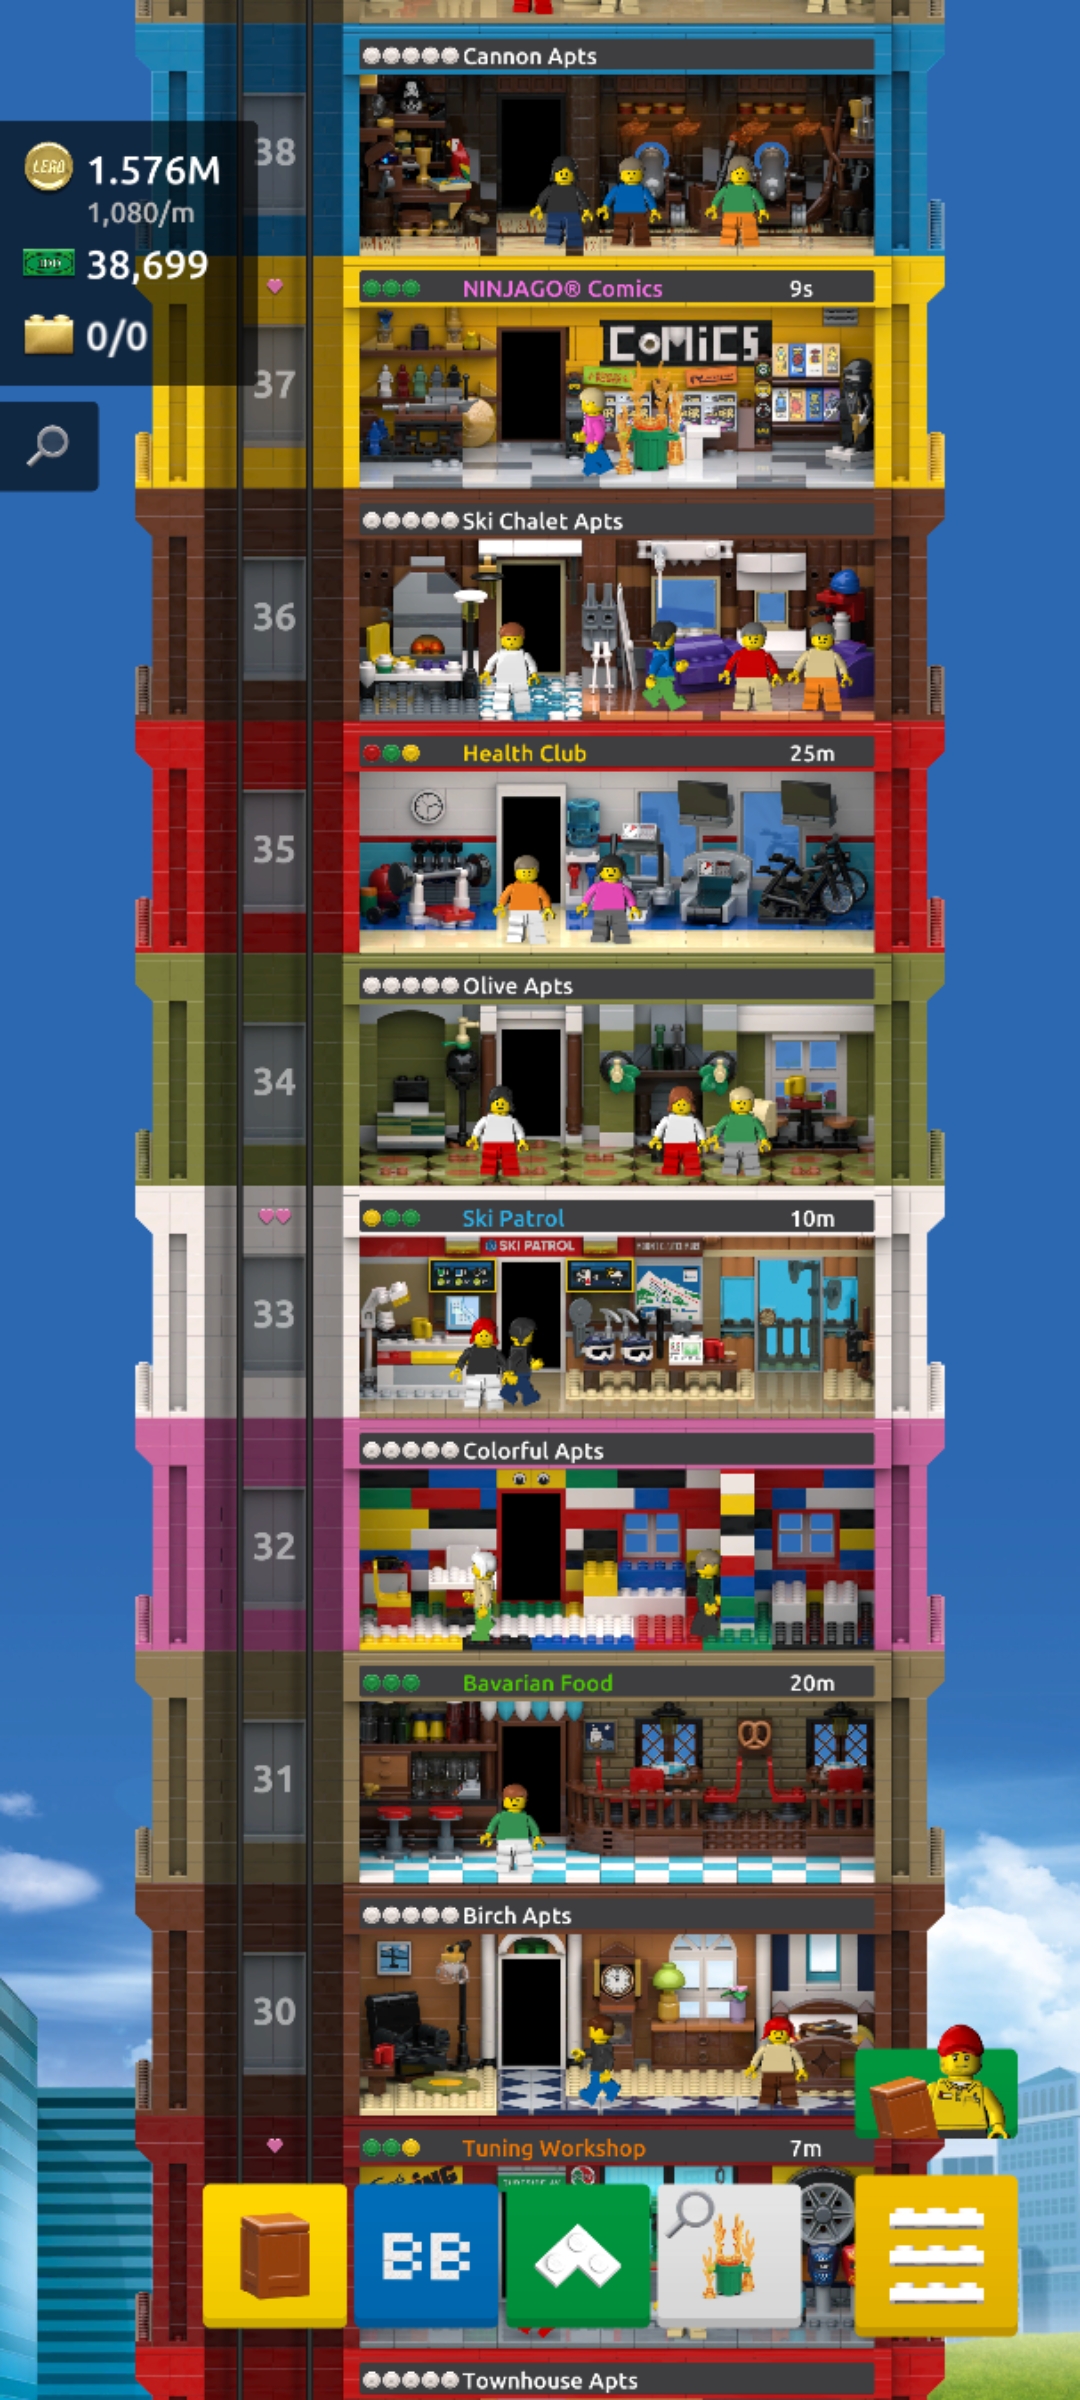 Cannon Apts
38
LEGO
1.576M
1,080/m
38,699
0/0
NINJAGO® Comics 9s
COMiCS
37
Ski Chalet Apts
36
Health Club 25m
35
Olive Apts
34
Ski Patrol 10m
SKI PATROL
33
Colorful Apts
32
Bavarian Food 20m
31
Birch Apts
30
Tuning Workshop 7m
BB
Townhouse Apts